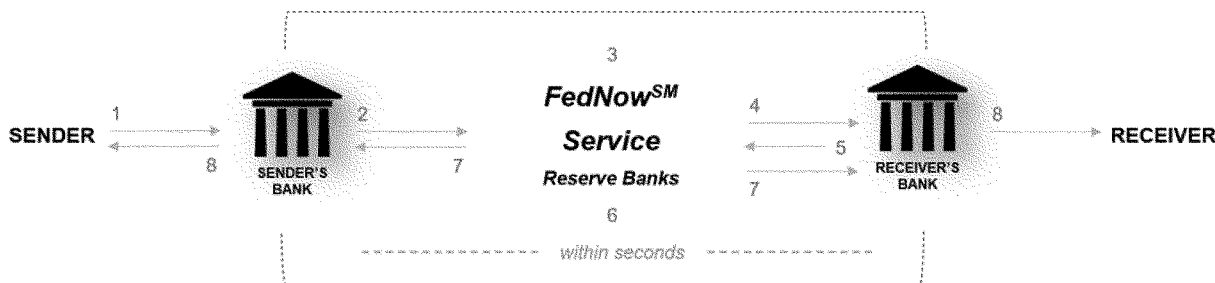 3
FedNowSM
Service
Reserve Banks
6
within seconds
SENDER
1
8
SENDER'S
BANK
2
7
4
5
7
RECEIVER'S
BANK
8
RECEIVER